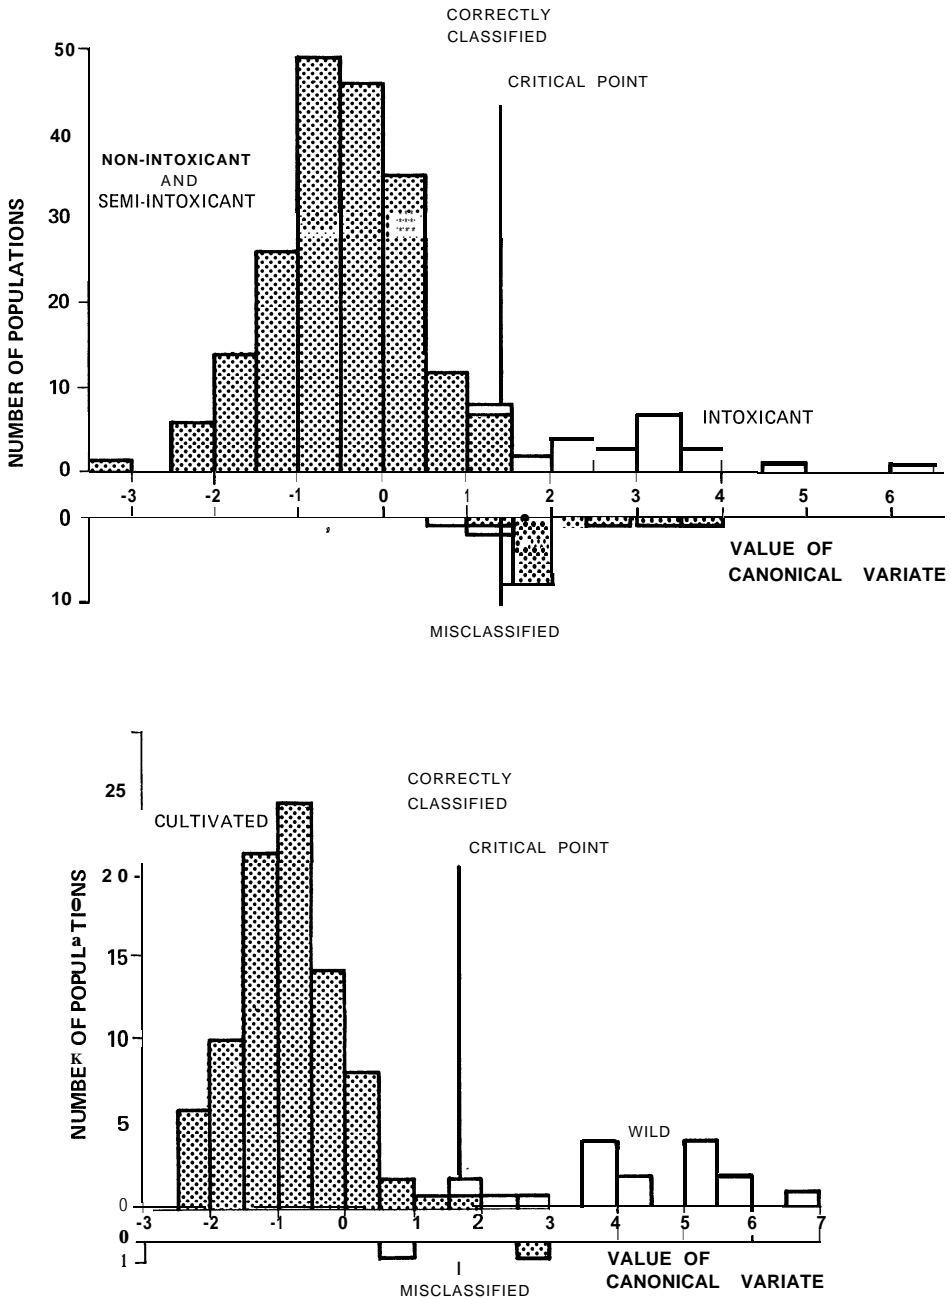 CORRECTLY
CLASSIFIED
CRITICAL POINT
NON-INTOXICANT
AND
SEMI-INTOXICANT
INTOXICANT
NUMBER OF POPULATIONS
50
40
30
20
10
0
-3 -2 -1 0 1 2 3 4 5 6
0
10
VALUE OF
CANONICAL VARIATE
MISCLASSIFIED
CORRECTLY
CLASSIFIED
CRITICAL POINT
CULTIVATED
WILD
NUMBEK OF POPULaTIONS
25
20
15
10
5
0
-3 -2 -1 0 1 2 3 4 5 6 7
0
1
VALUE OF
CANONICAL VARIATE
MISCLASSIFIED